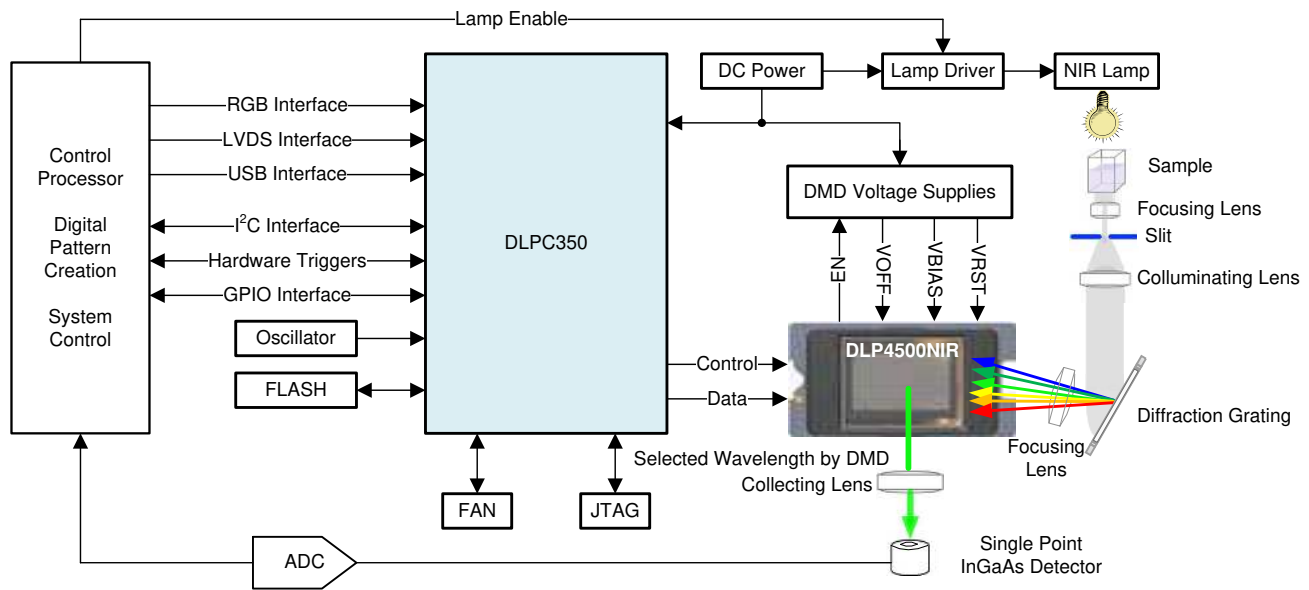 Lamp Enable
DC Power
Lamp Driver
NIR Lamp
RGB Interface
LVDS Interface
USB Interface
I²C Interface
Hardware Triggers
GPIO Interface
Control
Processor
Digital
Pattern
Creation
System
Control
DLPC350
Oscillator
FLASH
FAN
JTAG
DMD Voltage Supplies
EN
VOFF
VBIAS
VRST
Sample
Focusing Lens
Slit
Colluminating Lens
DLP4500NIR
Control
Data
Diffraction Grating
Focusing
Lens
Selected Wavelength by DMD
Collecting Lens
Single Point
InGaAs Detector
ADC